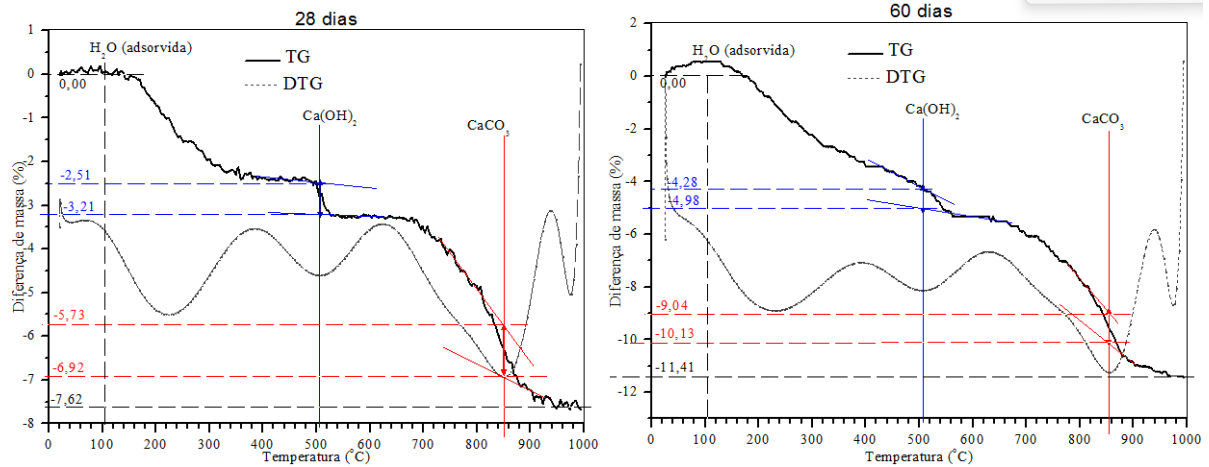 28 dias
H2O (adsorvida)
TG
DTG
Ca(OH)2
CaCO3
0,00
-2,51
-3,21
-5,73
-6,92
-7,62
Diferença de massa (%)
1
0
-1
-2
-3
-4
-5
-6
-7
-8
0 100 200 300 400 500 600 700 800 900 1000
Temperatura (°C)
60 dias
H2O (adsorvida)
TG
DTG
Ca(OH)2
CaCO3
0,00
-4,28
-4,98
-9,04
-10,13
-11,41
Diferença de massa (%)
2
0
-2
-4
-6
-8
-10
-12
0 100 200 300 400 500 600 700 800 900 1000
Temperatura (°C)